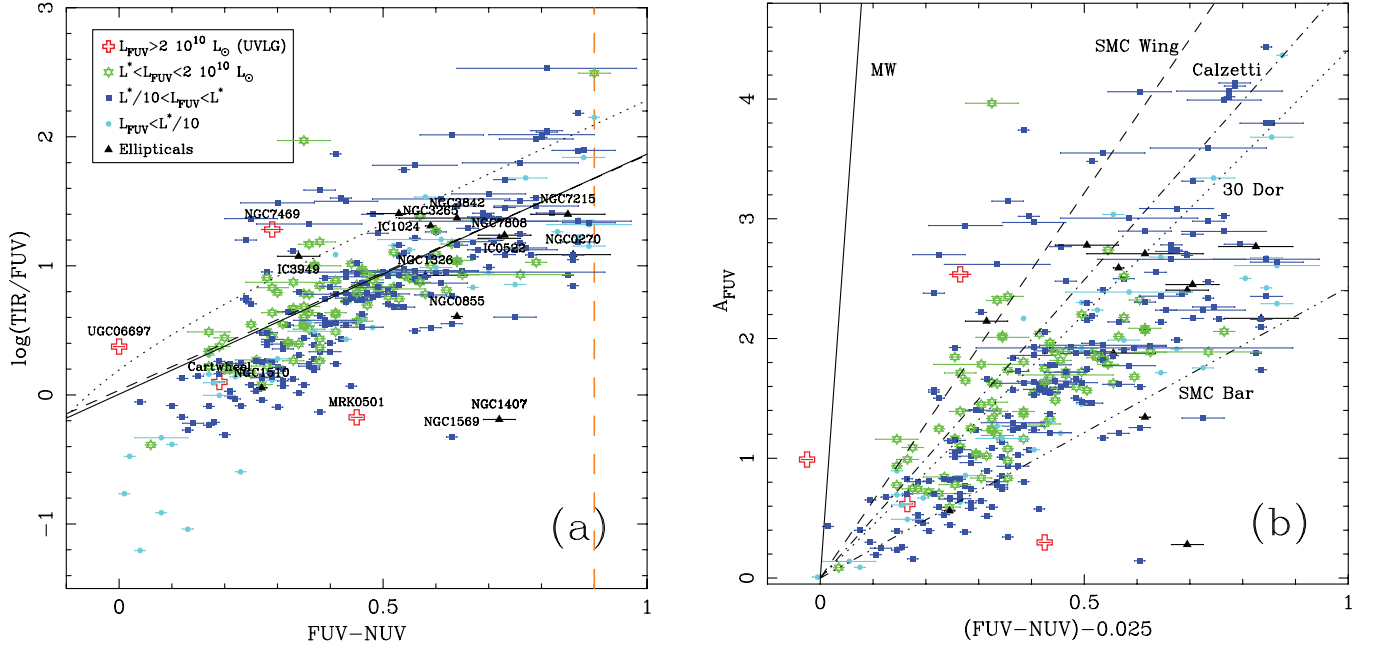 3
2
1
0
−1
log(TIR/FUV)
L_FUV>2 10^10 L_⊙ (UVLG)
L^*<L_FUV<2 10^10 L_⊙
L^*/10<L_FUV<L^*
L_FUV<L^*/10
Ellipticals
NGC7469
NGC3842
NGC3265
NGC7215
IC1024
NGC7808
IC3949
IC0522
NGC0270
NGC1326
NGC0855
UGC06697
Cartwheel
NGC1510
MRK0501
NGC1407
NGC1569
(a)
0
0.5
1
FUV−NUV
4
3
2
1
0
A_FUV
MW
SMC Wing
Calzetti
30 Dor
SMC Bar
(b)
0
0.5
1
(FUV−NUV)−0.025